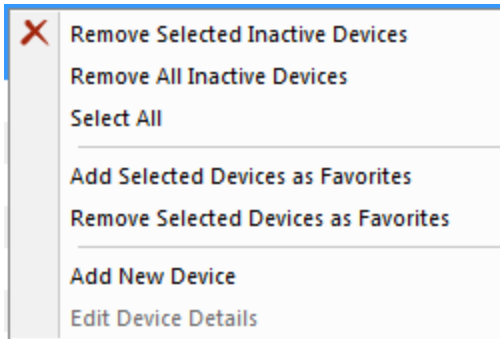 Remove Selected Inactive Devices
Remove All Inactive Devices
Select All
Add Selected Devices as Favorites
Remove Selected Devices as Favorites
Add New Device
Edit Device Details